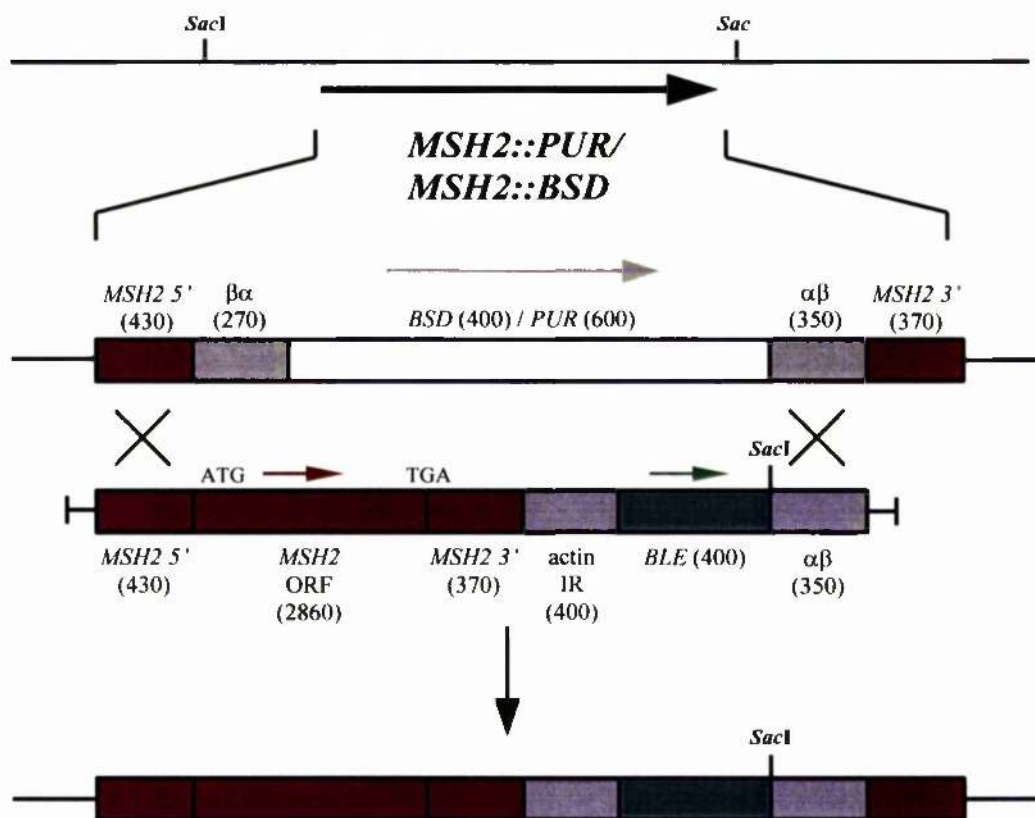 SacI
Sac
MSH2::PUR/
MSH2::BSD
MSH2 5'
(430)
βα
(270)
BSD (400) / PUR (600)
αβ
(350)
MSH2 3'
(370)
ATG
TGA
SacI
MSH2 5'
(430)
MSH2
ORF
(2860)
MSH2 3'
(370)
actin
IR
(400)
BLE (400)
αβ
(350)
SacI